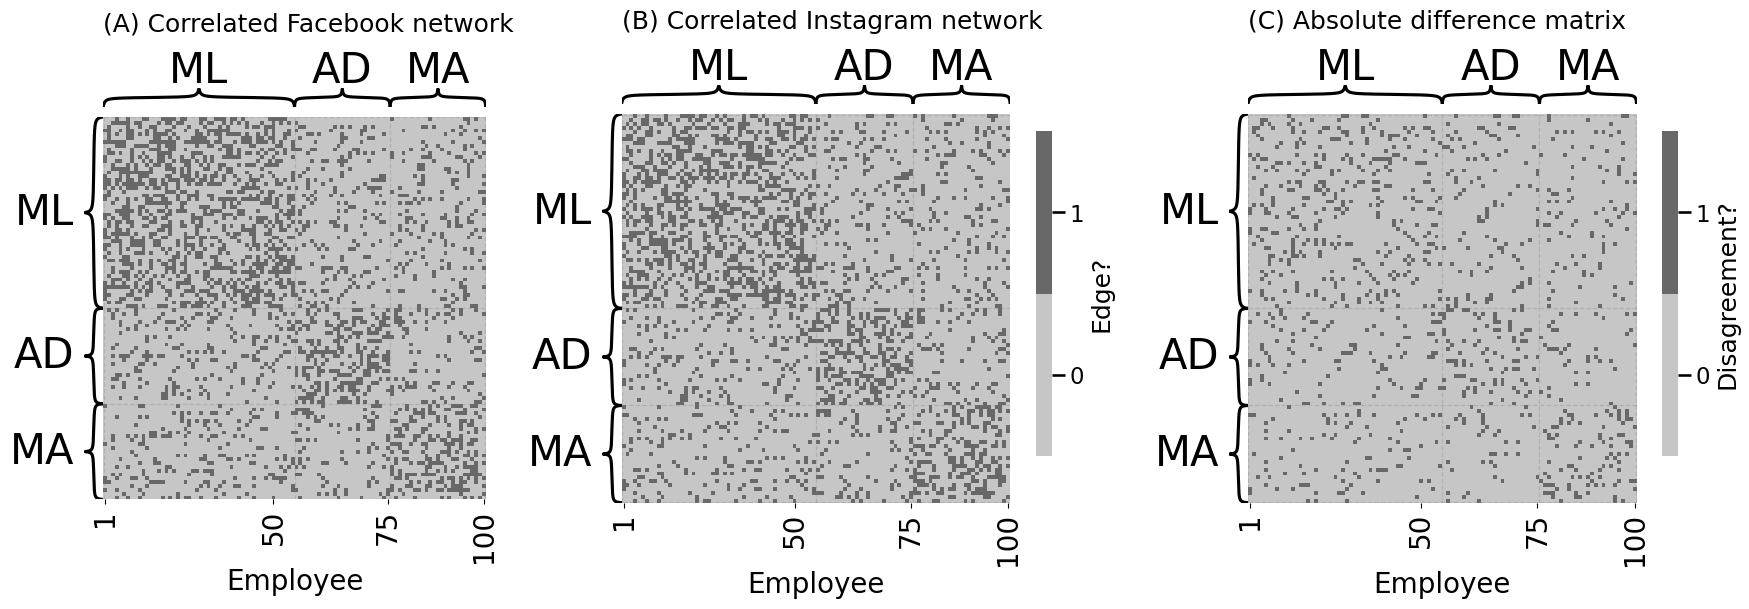 (A) Correlated Facebook network
ML AD MA
ML
AD
MA
1 50 75 100
Employee
(B) Correlated Instagram network
ML AD MA
ML
AD
MA
1 50 75 100
Employee
1
0
Edge?
(C) Absolute difference matrix
ML AD MA
ML
AD
MA
1 50 75 100
Employee
1
0
Disagreement?